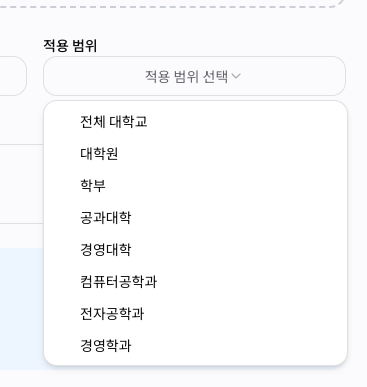 적용 범위
적용 범위 선택
전체 대학교
대학원
학부
공과대학
경영대학
컴퓨터공학과
전자공학과
경영학과